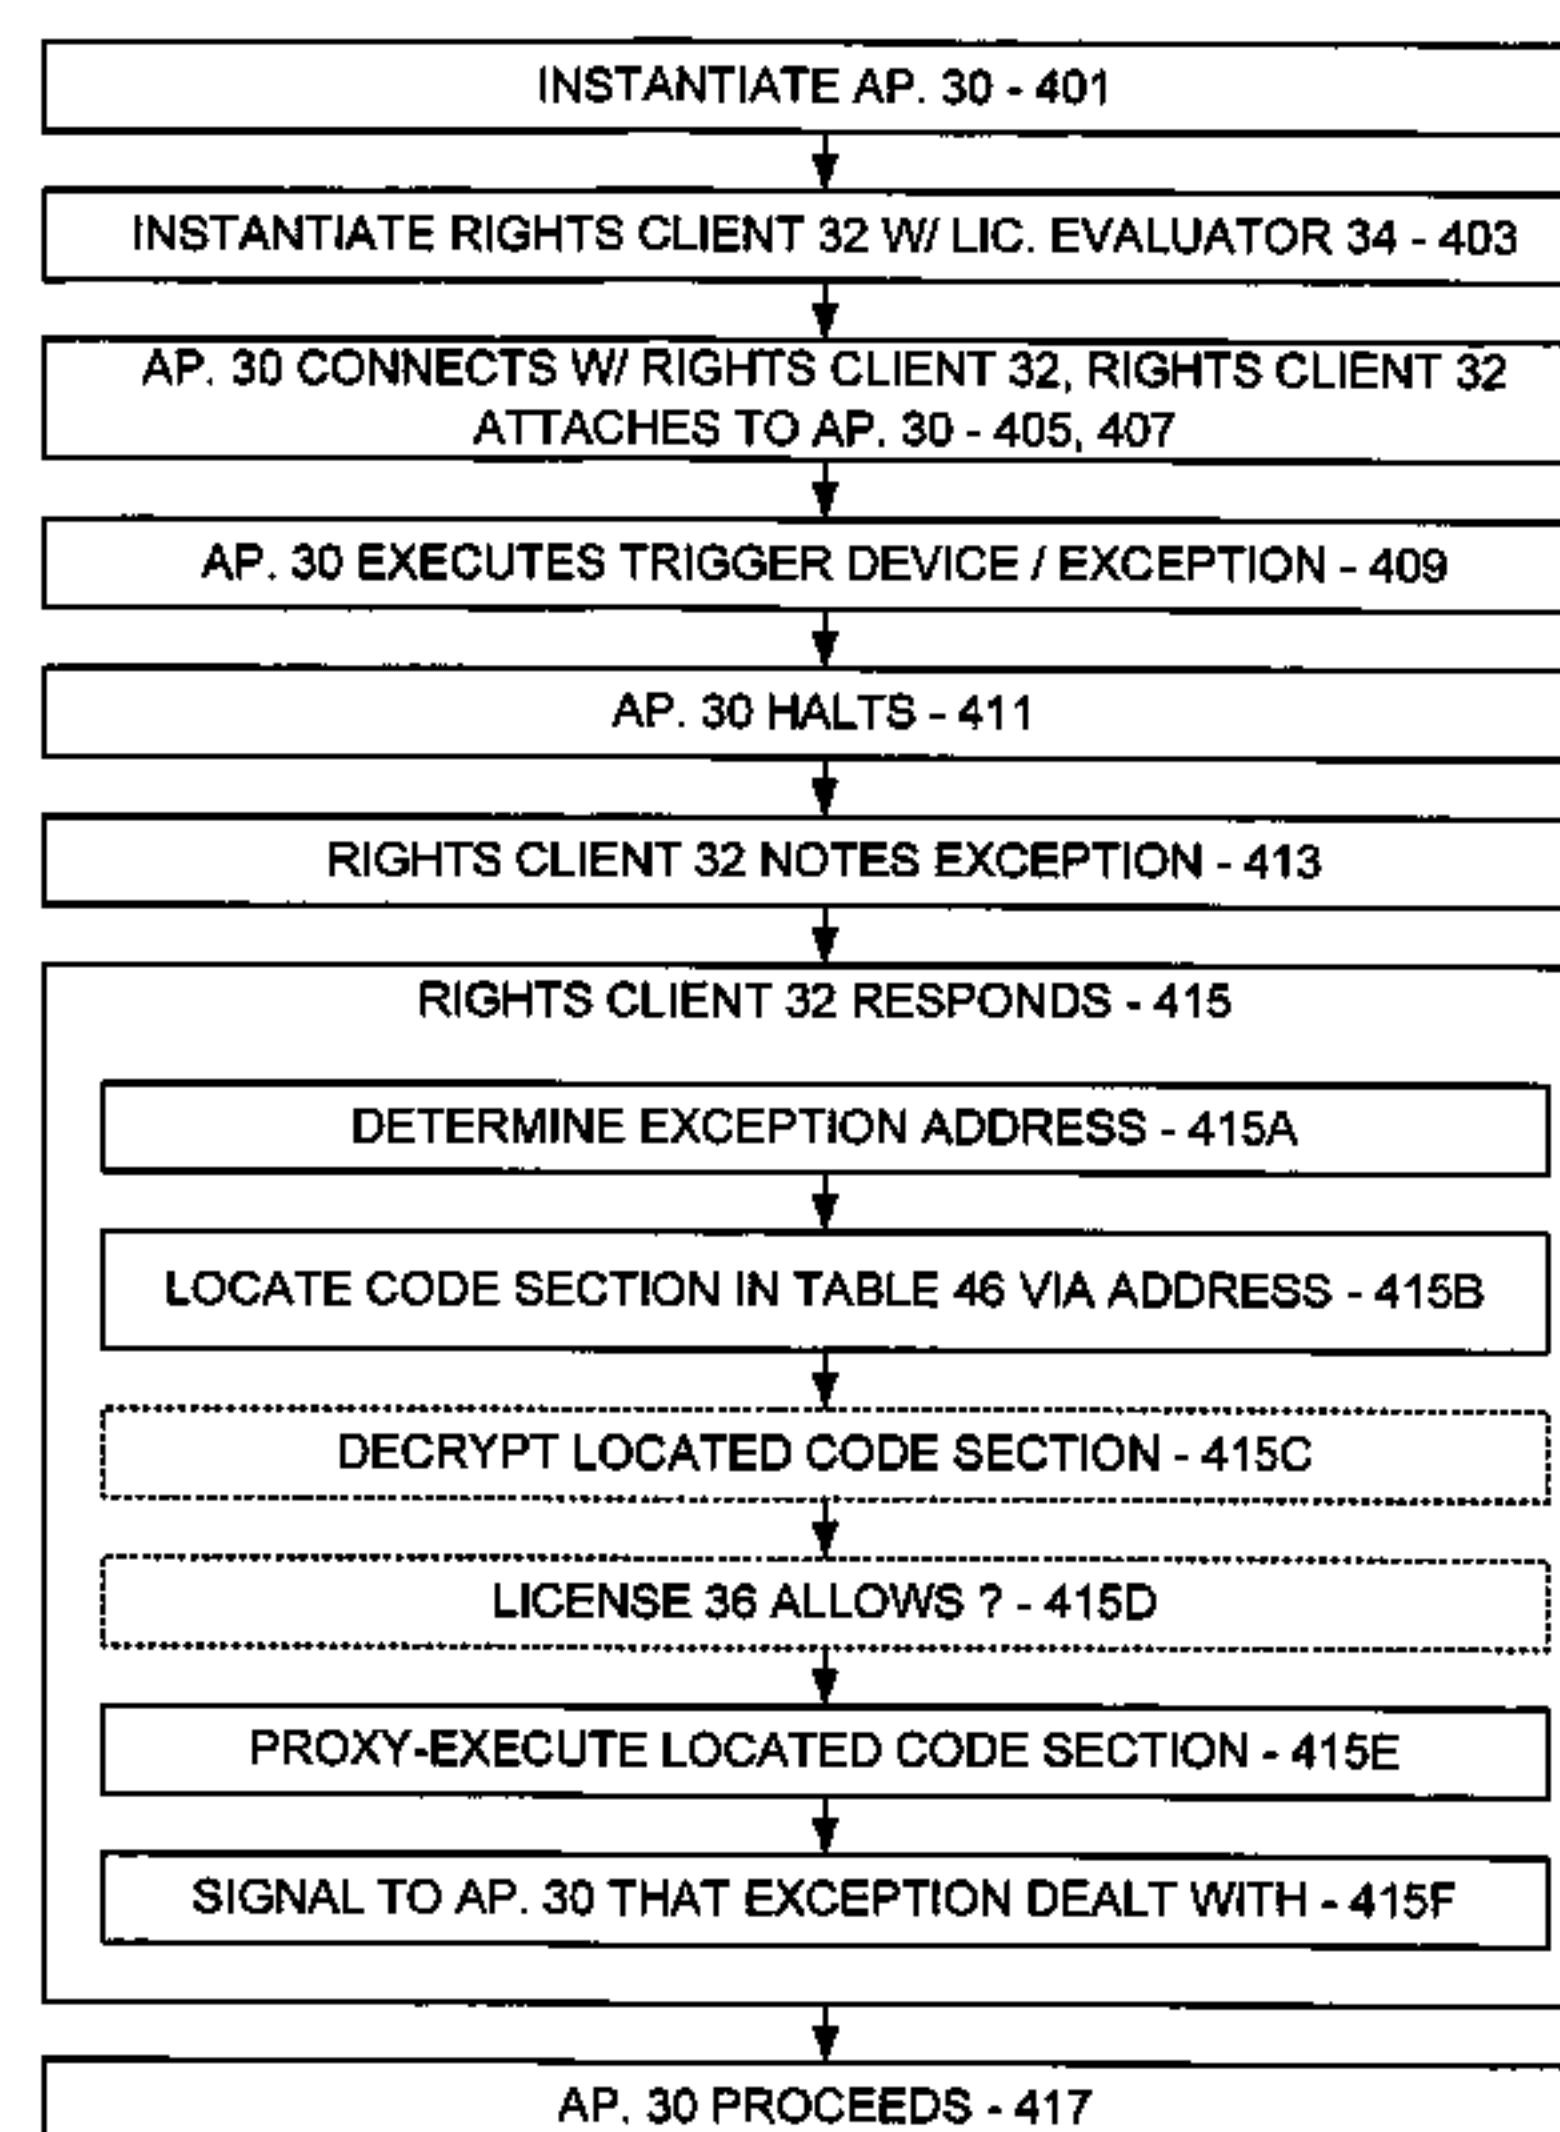 INSTANTIATE AP. 30 - 401
INSTANTIATE RIGHTS CLIENT 32 W/ LIC. EVALUATOR 34 - 403
AP. 30 CONNECTS W/ RIGHTS CLIENT 32, RIGHTS CLIENT 32
ATTACHES TO AP. 30 - 405, 407
AP. 30 EXECUTES TRIGGER DEVICE / EXCEPTION - 409
AP. 30 HALTS - 411
RIGHTS CLIENT 32 NOTES EXCEPTION - 413
RIGHTS CLIENT 32 RESPONDS - 415
DETERMINE EXCEPTION ADDRESS - 415A
LOCATE CODE SECTION IN TABLE 46 VIA ADDRESS - 415B
DECRYPT LOCATED CODE SECTION - 415C
LICENSE 36 ALLOWS ? - 415D
PROXY-EXECUTE LOCATED CODE SECTION - 415E
SIGNAL TO AP. 30 THAT EXCEPTION DEALT WITH - 415F
AP. 30 PROCEEDS - 417